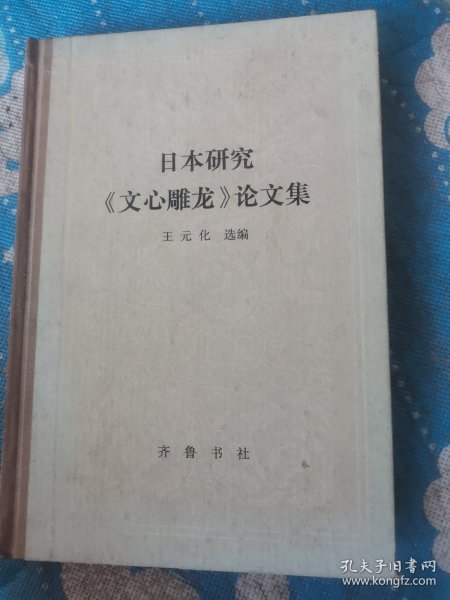 日本研究
《文心雕龙》论文集
王元化 选编
齐鲁书社
孔夫子旧书网
www.kongfz.com